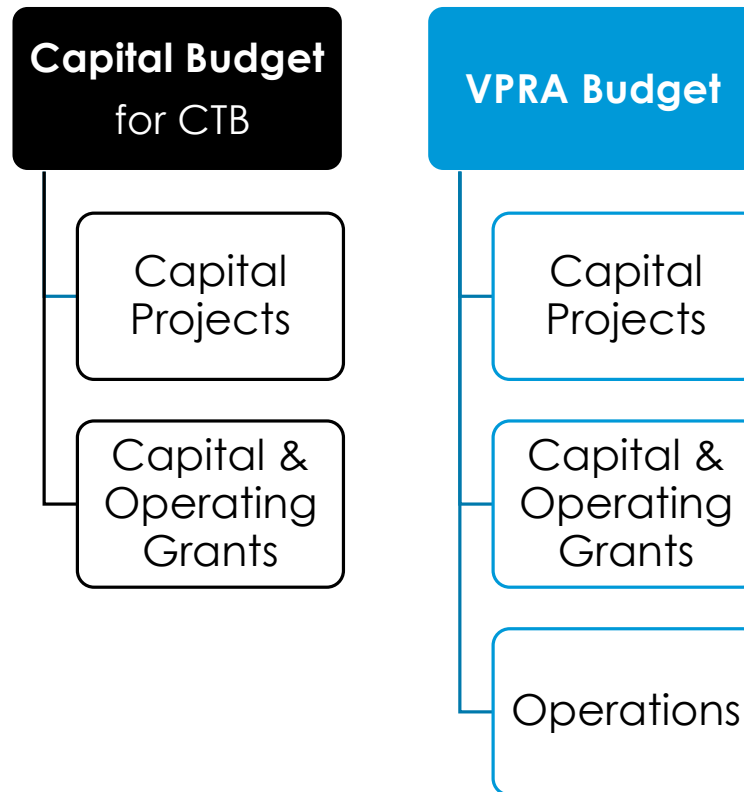 Capital Budget
for CTB
Capital
Projects
Capital &
Operating
Grants
VPRA Budget
Capital
Projects
Capital &
Operating
Grants
Operations